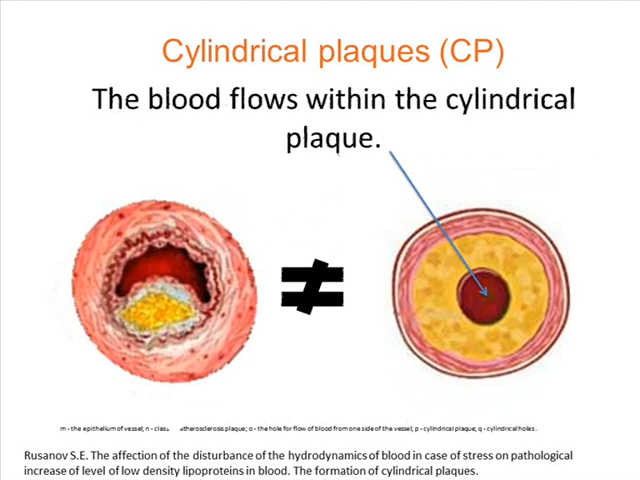 Cylindrical plaques (CP)
The blood flows within the cylindrical
plaque.
≠
m - the epithelium of vessel; n - clas therosclerosis plaque; o - the hole for flow of blood from one side of the vessel; p - cylindrical plaque; q - cylindrical holes.
Rusanov S.E. The affection of the disturbance of the hydrodynamics of blood in case of stress on pathological
increase of level of low density lipoproteins in blood. The formation of cylindrical plaques.